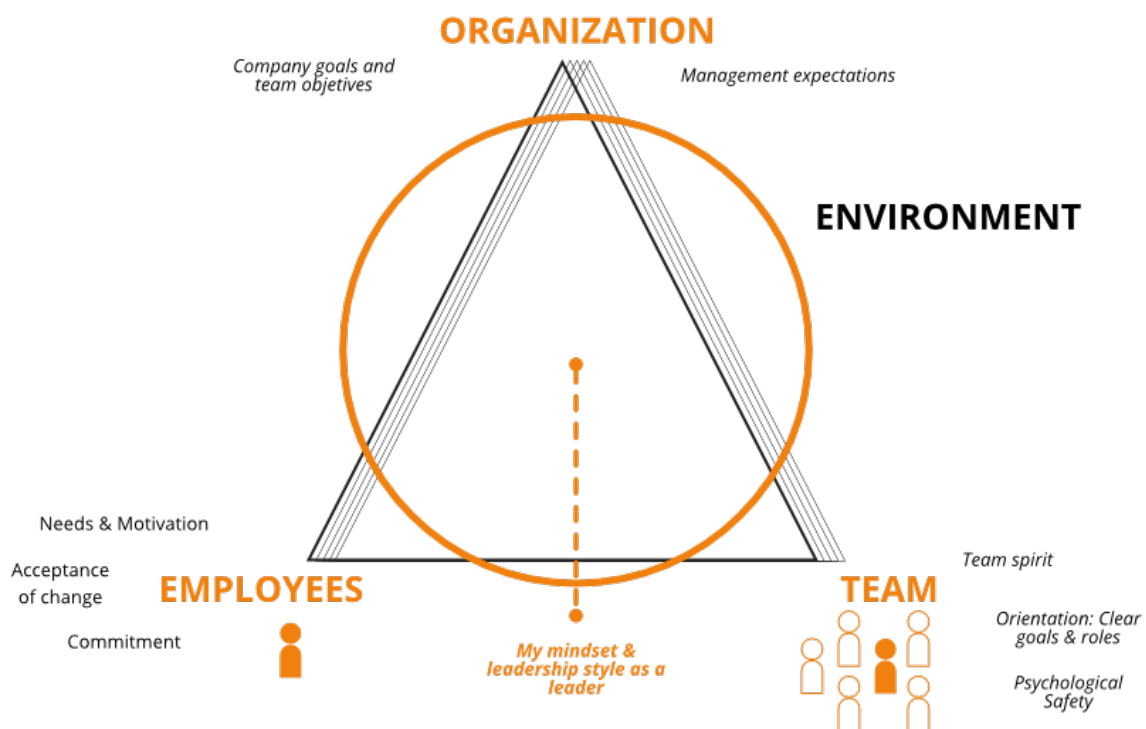 ORGANIZATION
Company goals and
team objetives
Management expectations
ENVIRONMENT
Needs & Motivation
Acceptance
of change
Commitment
EMPLOYEES
My mindset &
leadership style as a
leader
TEAM
Team spirit
Orientation: Clear
goals & roles
Psychological
Safety